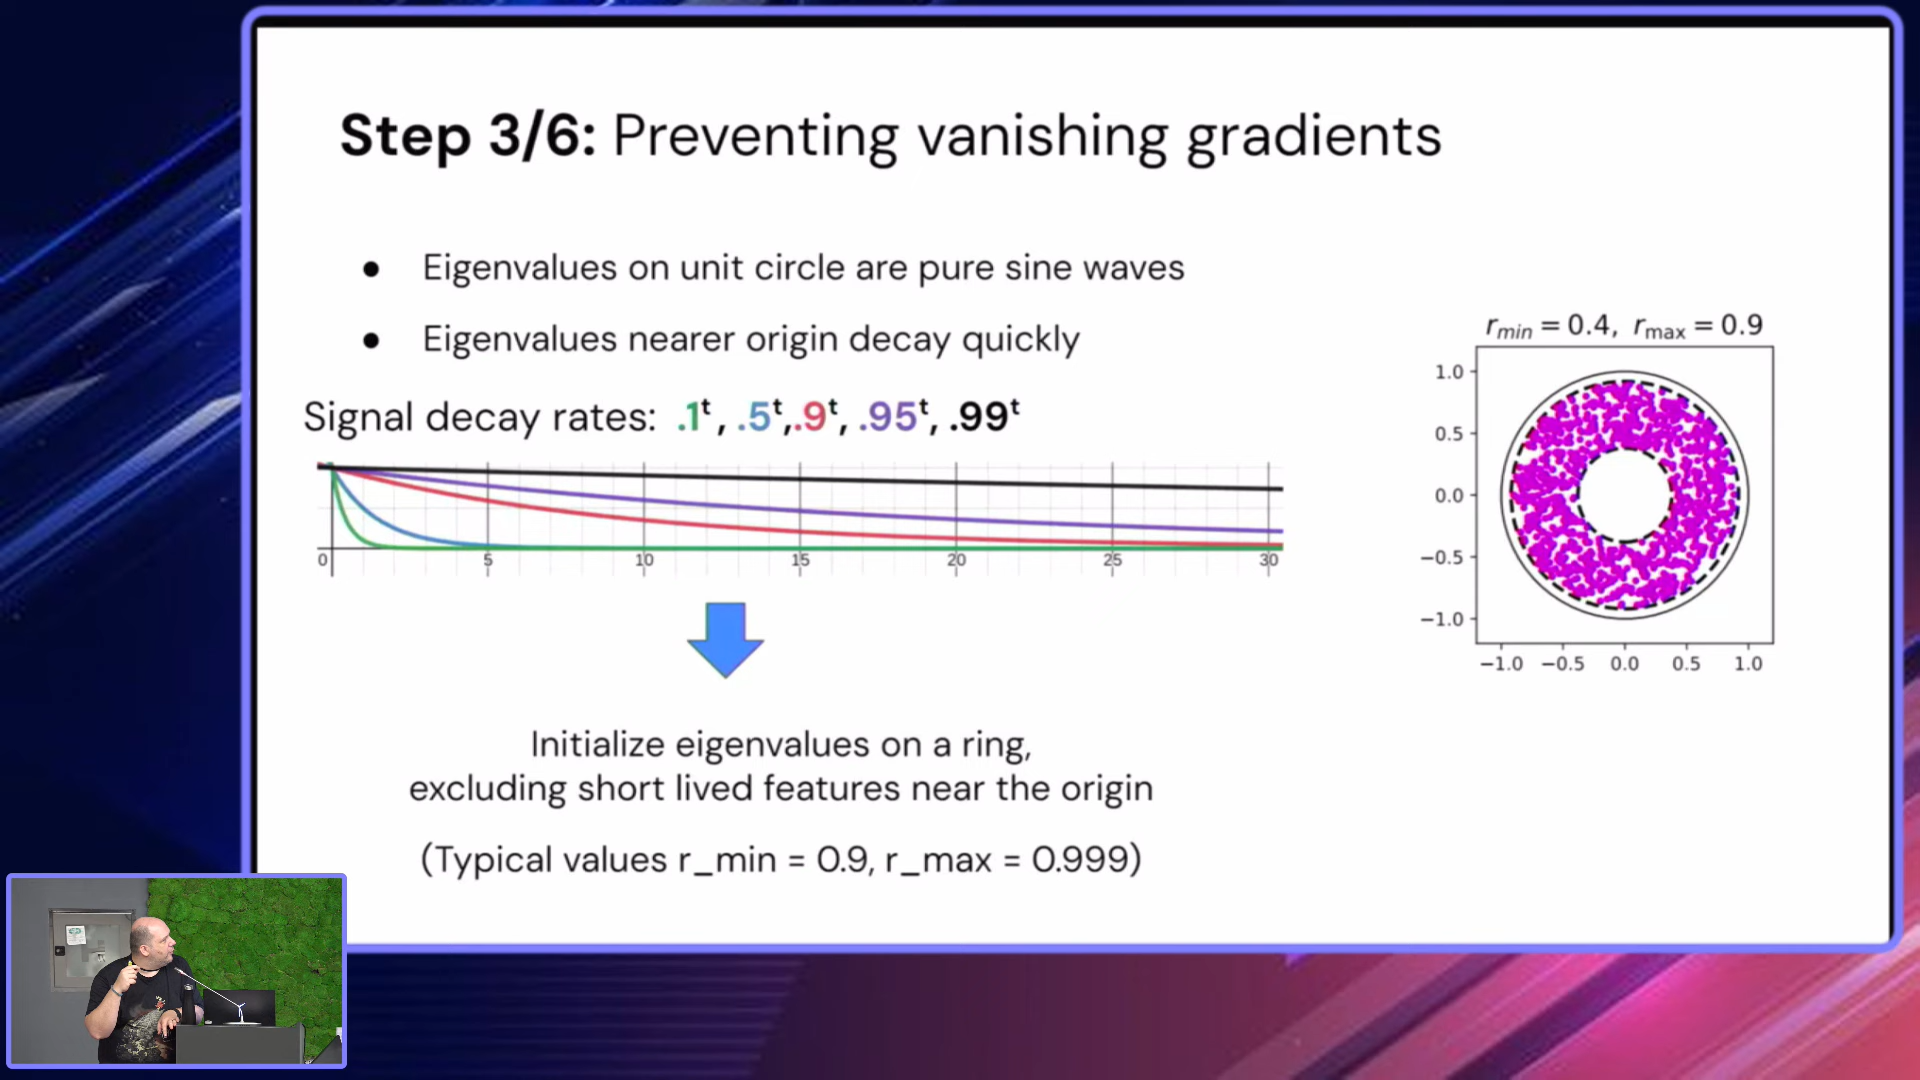 Step 3/6: Preventing vanishing gradients
● Eigenvalues on unit circle are pure sine waves
● Eigenvalues nearer origin decay quickly
Signal decay rates: .1ᵗ, .5ᵗ,.9ᵗ, .95ᵗ, .99ᵗ
0 5 10 15 20 25 30
Initialize eigenvalues on a ring,
excluding short lived features near the origin
(Typical values r_min = 0.9, r_max = 0.999)
r_min = 0.4, r_max = 0.9
1.0
0.5
0.0
−0.5
−1.0
−1.0 −0.5 0.0 0.5 1.0